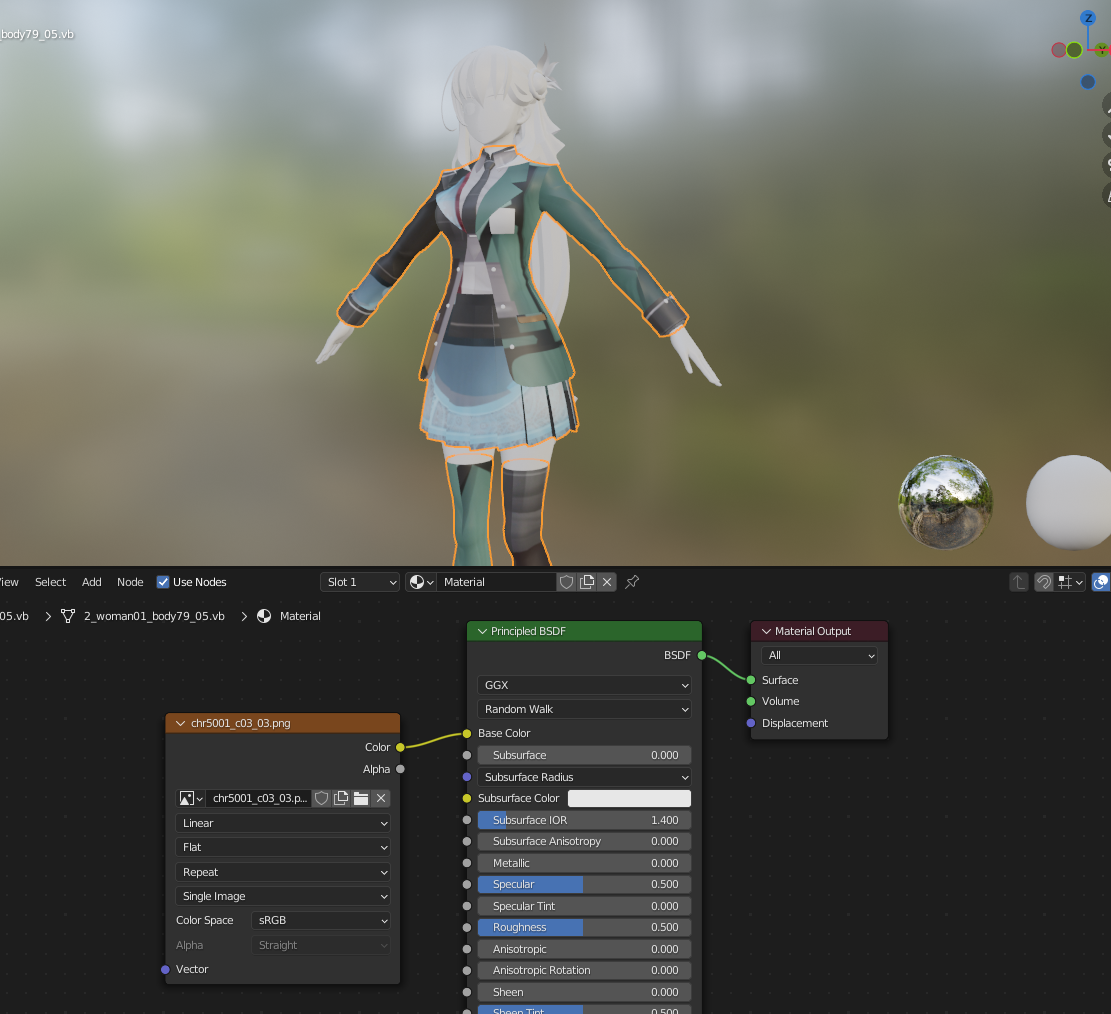 _body79_05.vb
Z
Y
View Select Add Node Use Nodes Slot 1 Material
05.vb > 2_woman01_body79_05.vb > Material
Principled BSDF
BSDF
GGX
Random Walk
Base Color
Subsurface 0.000
Subsurface Radius
Subsurface Color
Subsurface IOR 1.400
Subsurface Anisotropy 0.000
Metallic 0.000
Specular 0.500
Specular Tint 0.000
Roughness 0.500
Anisotropic 0.000
Anisotropic Rotation 0.000
Sheen 0.000
Sheen Tint 0.500
Material Output
All
Surface
Volume
Displacement
chr5001_c03_03.png
Color
Alpha
chr5001_c03_03.p...
Linear
Flat
Repeat
Single Image
Color Space sRGB
Alpha Straight
Vector